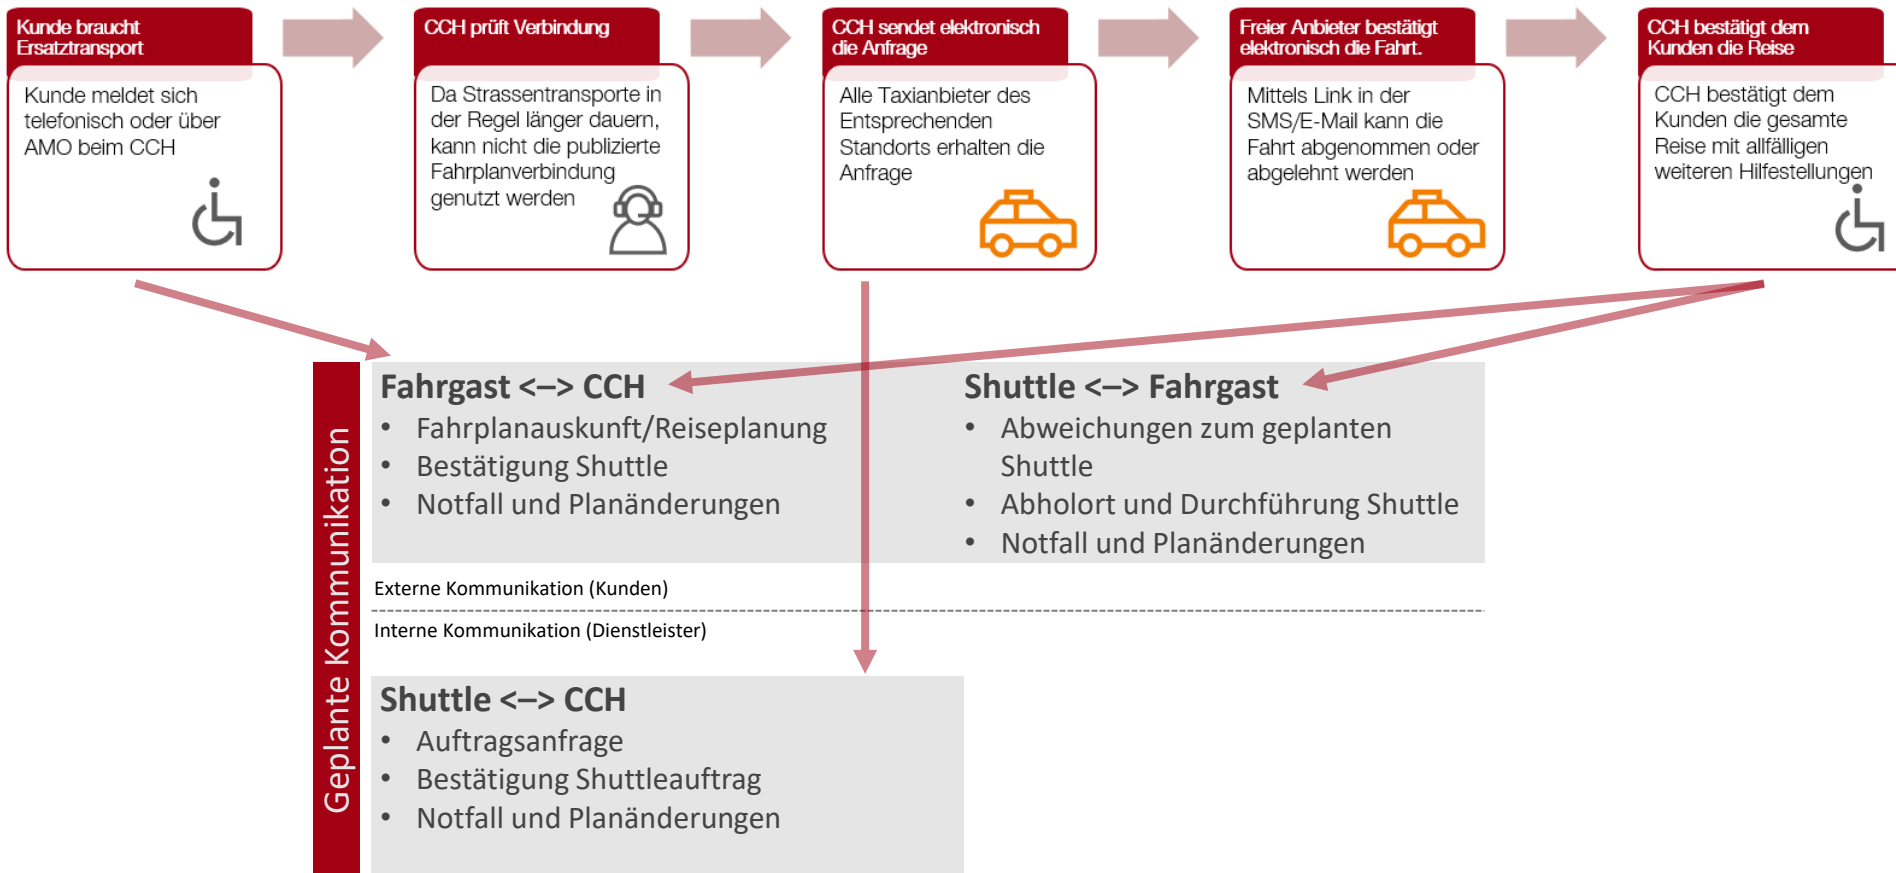 Kunde braucht
Ersatztransport
Kunde meldet sich
telefonisch oder über
AMO beim CCH
CCH prüft Verbindung
Da Strassentransporte in
der Regel länger dauern,
kann nicht die publizierte
Fahrplanverbindung
genutzt werden
CCH sendet elektronisch
die Anfrage
Alle Taxianbieter des
Entsprechenden
Standorts erhalten die
Anfrage
Freier Anbieter bestätigt
elektronisch die Fahrt.
Mittels Link in der
SMS/E-Mail kann die
Fahrt abgenommen oder
abgelehnt werden
CCH bestätigt dem
Kunden die Reise
CCH bestätigt dem
Kunden die gesamte
Reise mit allfälligen
weiteren Hilfestellungen
Geplante Kommunikation
Fahrgast <–> CCH
• Fahrplanauskunft/Reiseplanung
• Bestätigung Shuttle
• Notfall und Planänderungen
Shuttle <–> Fahrgast
• Abweichungen zum geplanten
Shuttle
• Abholort und Durchführung Shuttle
• Notfall und Planänderungen
Externe Kommunikation (Kunden)
Interne Kommunikation (Dienstleister)
Shuttle <–> CCH
• Auftragsanfrage
• Bestätigung Shuttleauftrag
• Notfall und Planänderungen